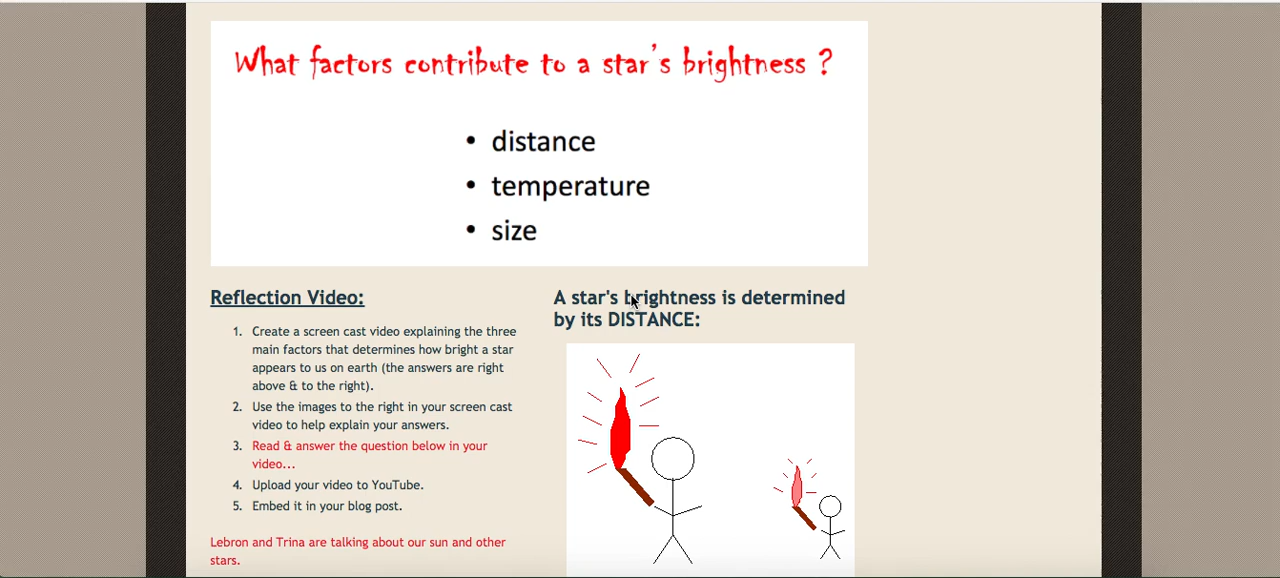 What factors contribute to a star's brightness ?
• distance
• temperature
• size
Reflection Video:
1. Create a screen cast video explaining the three
main factors that determines how bright a star
appears to us on earth (the answers are right
above & to the right).
2. Use the images to the right in your screen cast
video to help explain your answers.
3. Read & answer the question below in your
video...
4. Upload your video to YouTube.
5. Embed it in your blog post.
Lebron and Trina are talking about our sun and other
stars.
A star's brightness is determined
by its DISTANCE: